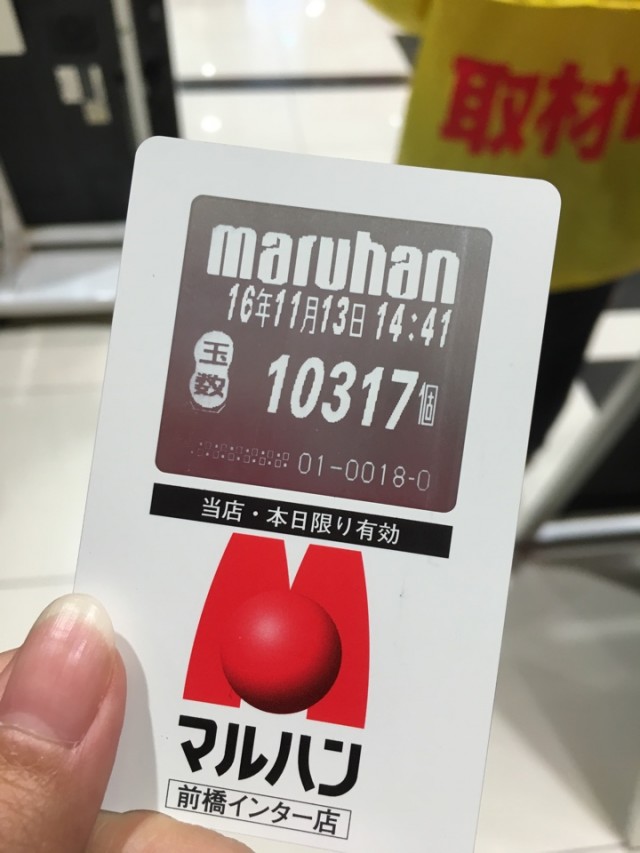 取材
maruhan
16年11月13日 14:41
玉数 10317個
01-0018-0
当店・本日限り有効
マルハン
前橋インター店